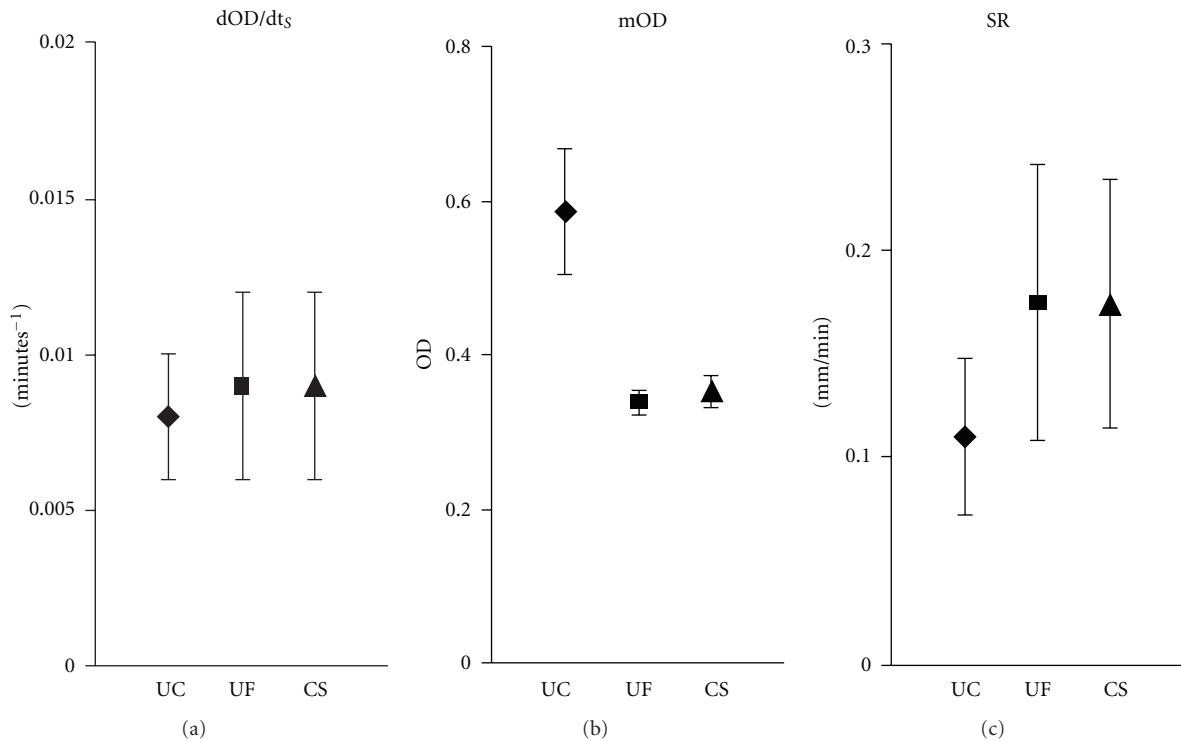 dOD/dtS
0.02
0.015
0.01
0.005
0
(minutes−1)
UC UF CS
(a)
mOD
0.8
0.6
0.4
0.2
0
OD
UC UF CS
(b)
SR
0.3
0.2
0.1
0
(mm/min)
UC UF CS
(c)